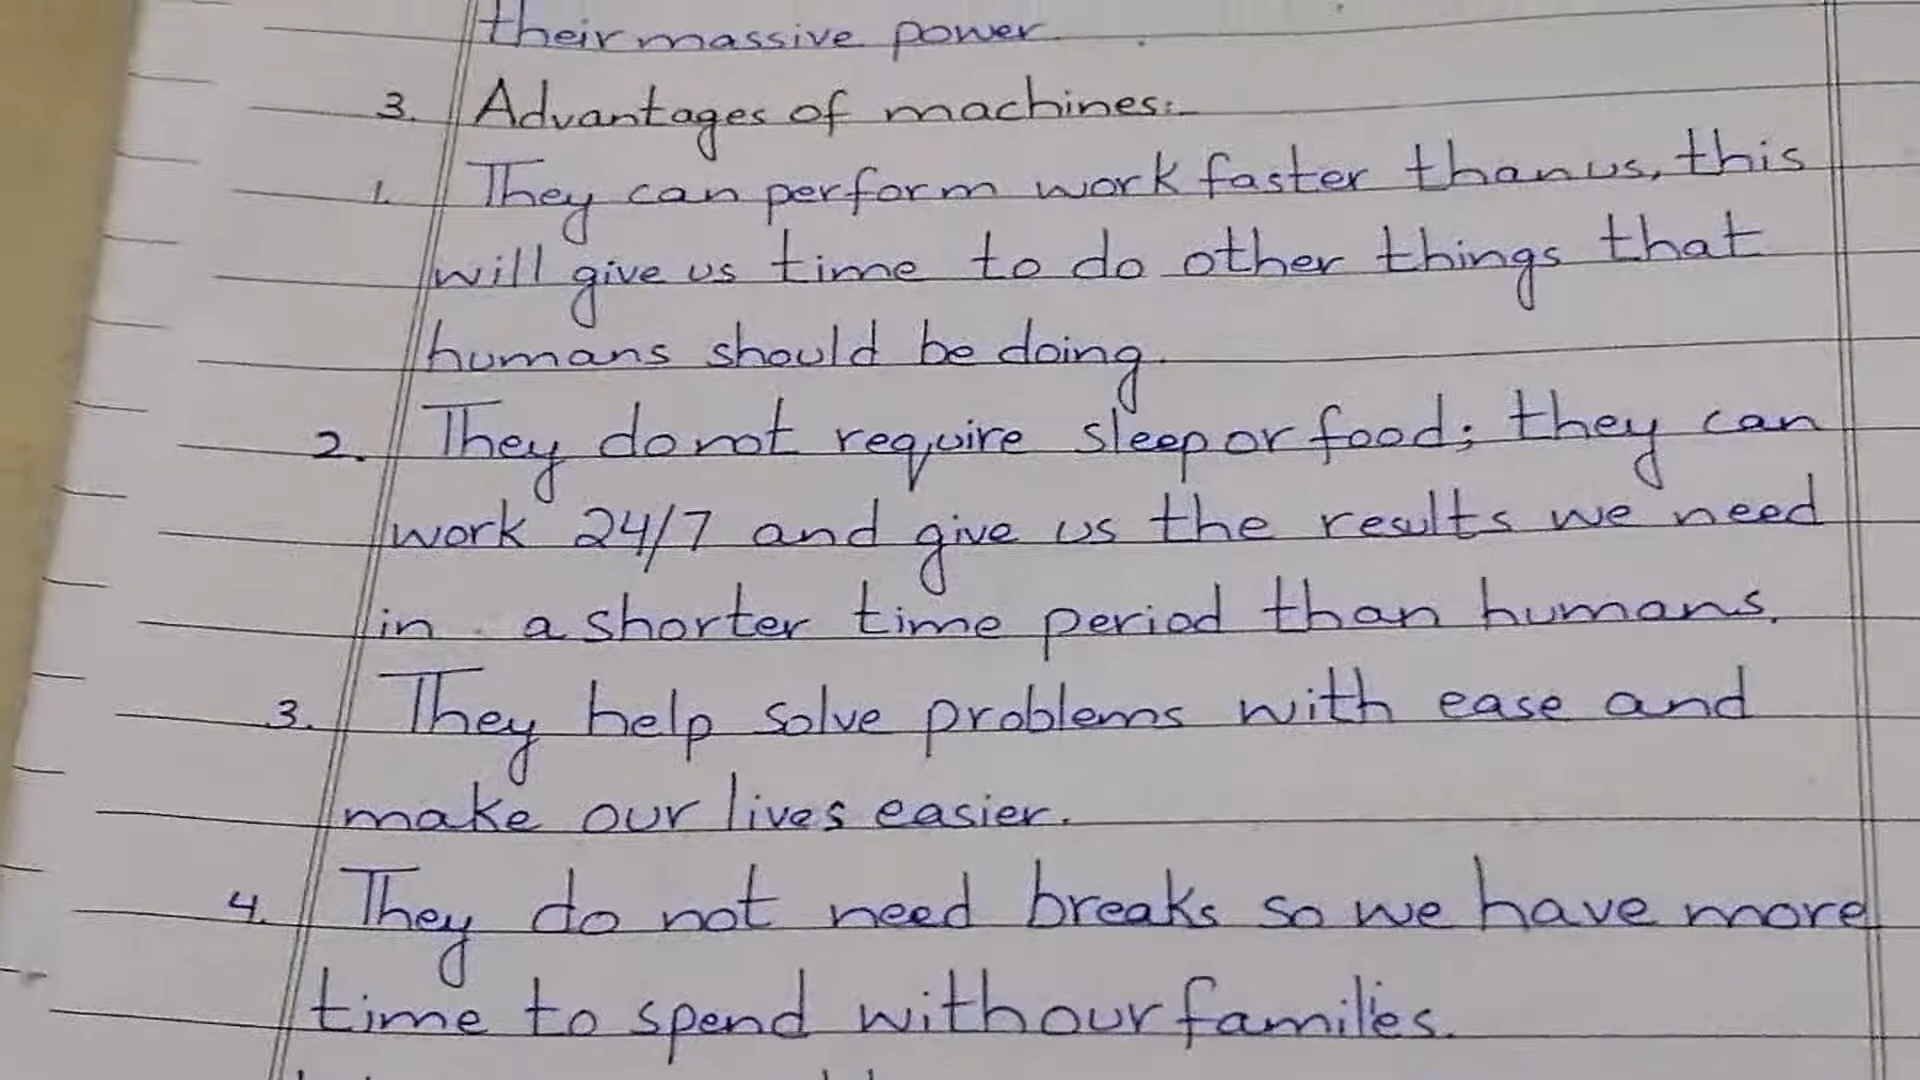 their massive power
3. Advantages of machines:-
1. They can perform work faster than us, this
will give us time to do other things that
humans should be doing.
2. They do not require sleep or food; they can
work 24/7 and give us the results we need
in a shorter time period than humans.
3. They help solve problems with ease and
make our lives easier.
4. They do not need breaks so we have more
time to spend with our families.